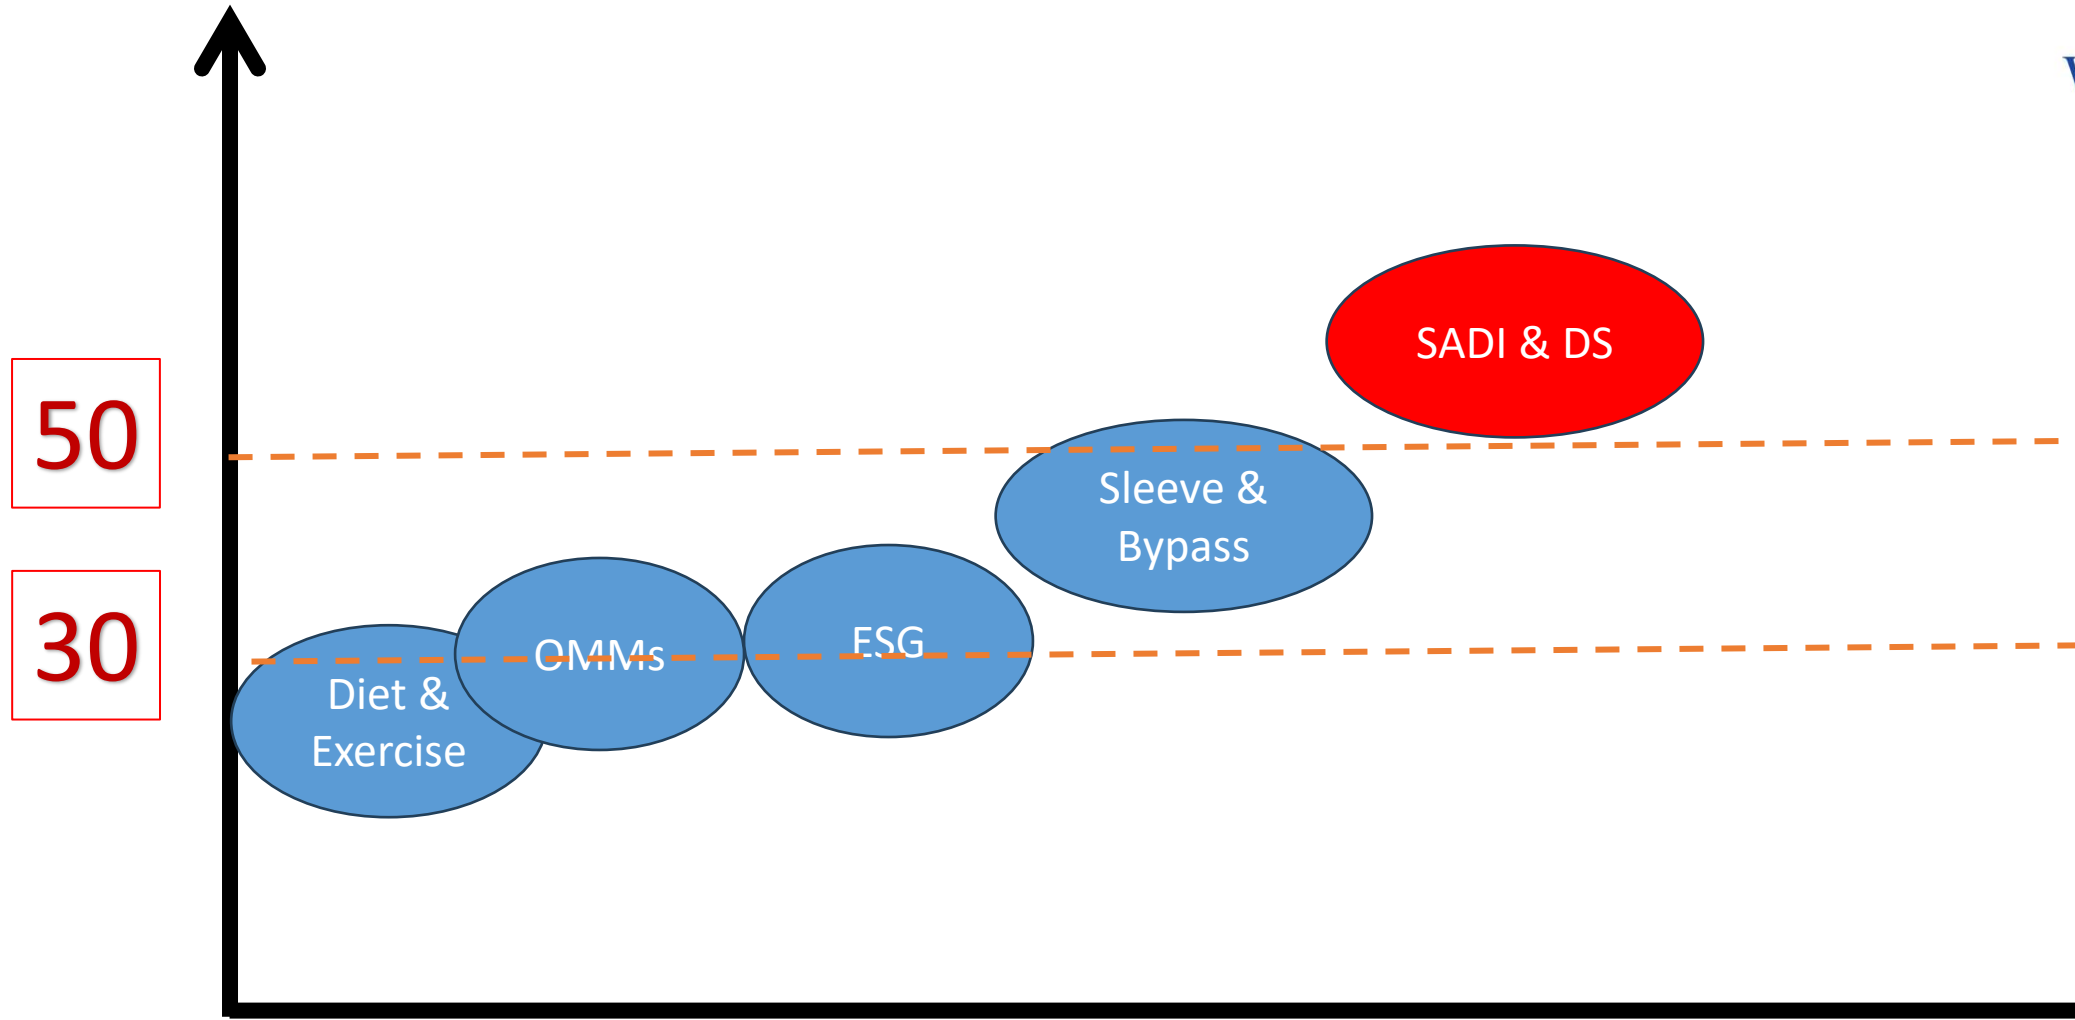 50
30
SADI & DS
Sleeve &
Bypass
ESG
OMMs
Diet &
Exercise